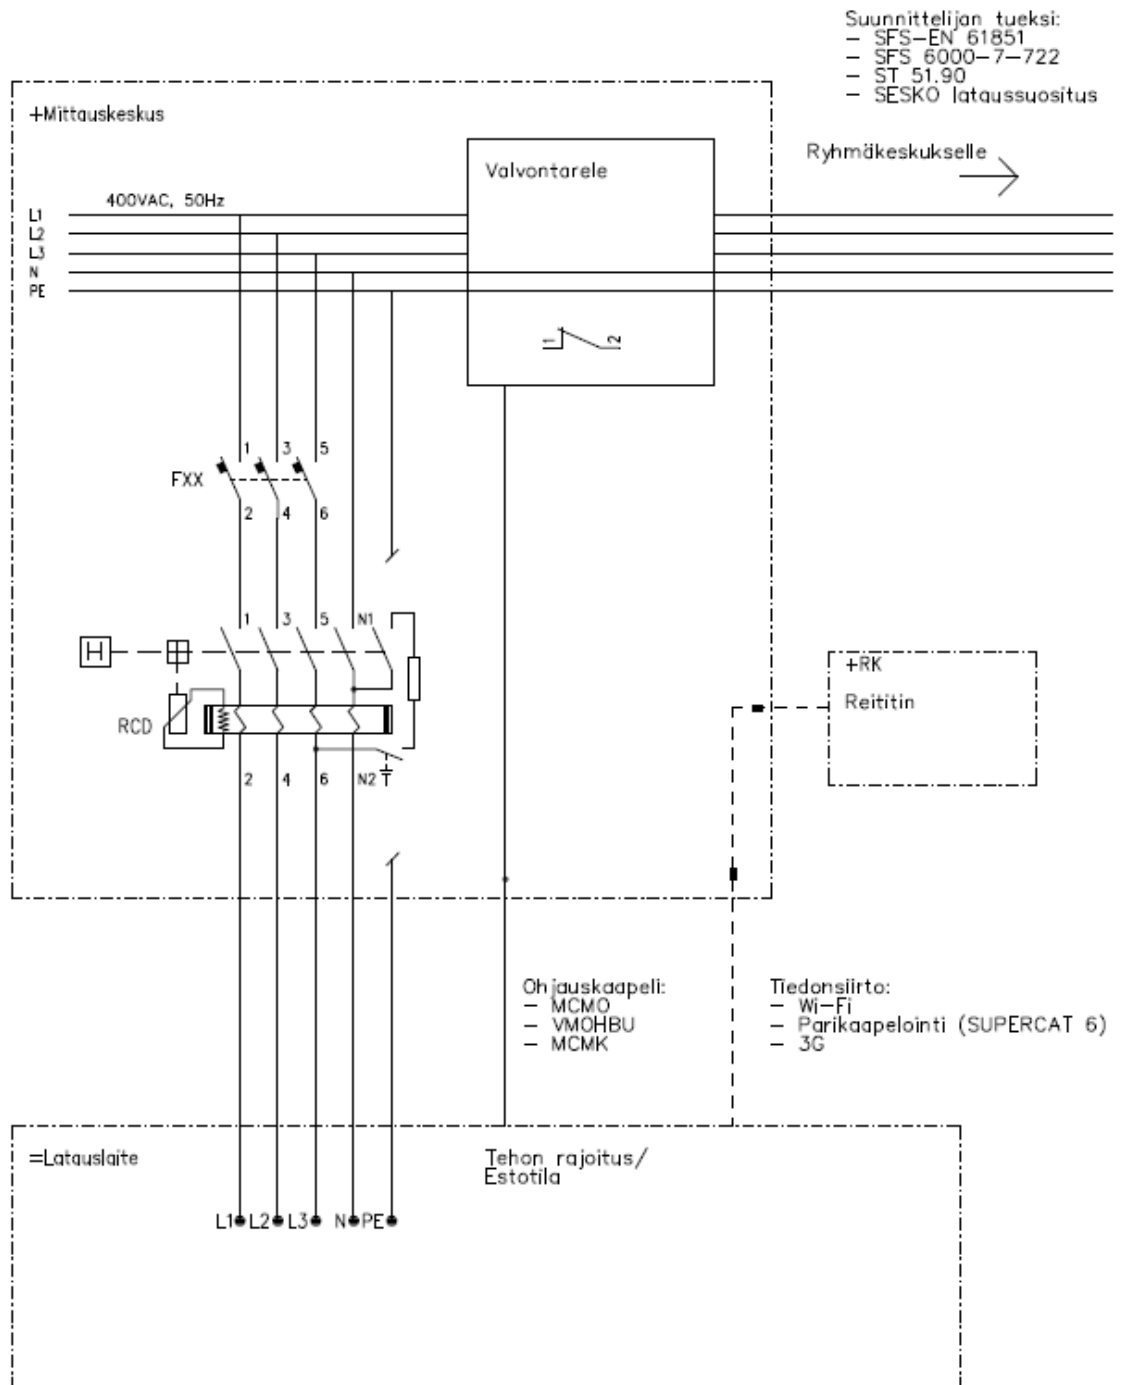 Suunnittelijan tueksi:
– SFS–EN 61851
– SFS 6000–7–722
– ST 51.90
– SESKO lataussuositus
+Mittauskeskus
Valvontarele
Ryhmäkeskukselle
400VAC, 50Hz
L1
L2
L3
N
PE
1 2
1 3 5
FXX
2 4 6
1 3 5 N1
H
+RK
Reititin
RCD
2 4 6 N2
Ohjauskaapeli:
– MCMO
– VMOHBU
– MCMK
Tiedonsiirto:
– Wi–Fi
– Parikaapelointi (SUPERCAT 6)
– 3G
=Latauslaite
Tehon rajoitus/
Estotila
L1 L2 L3 N PE